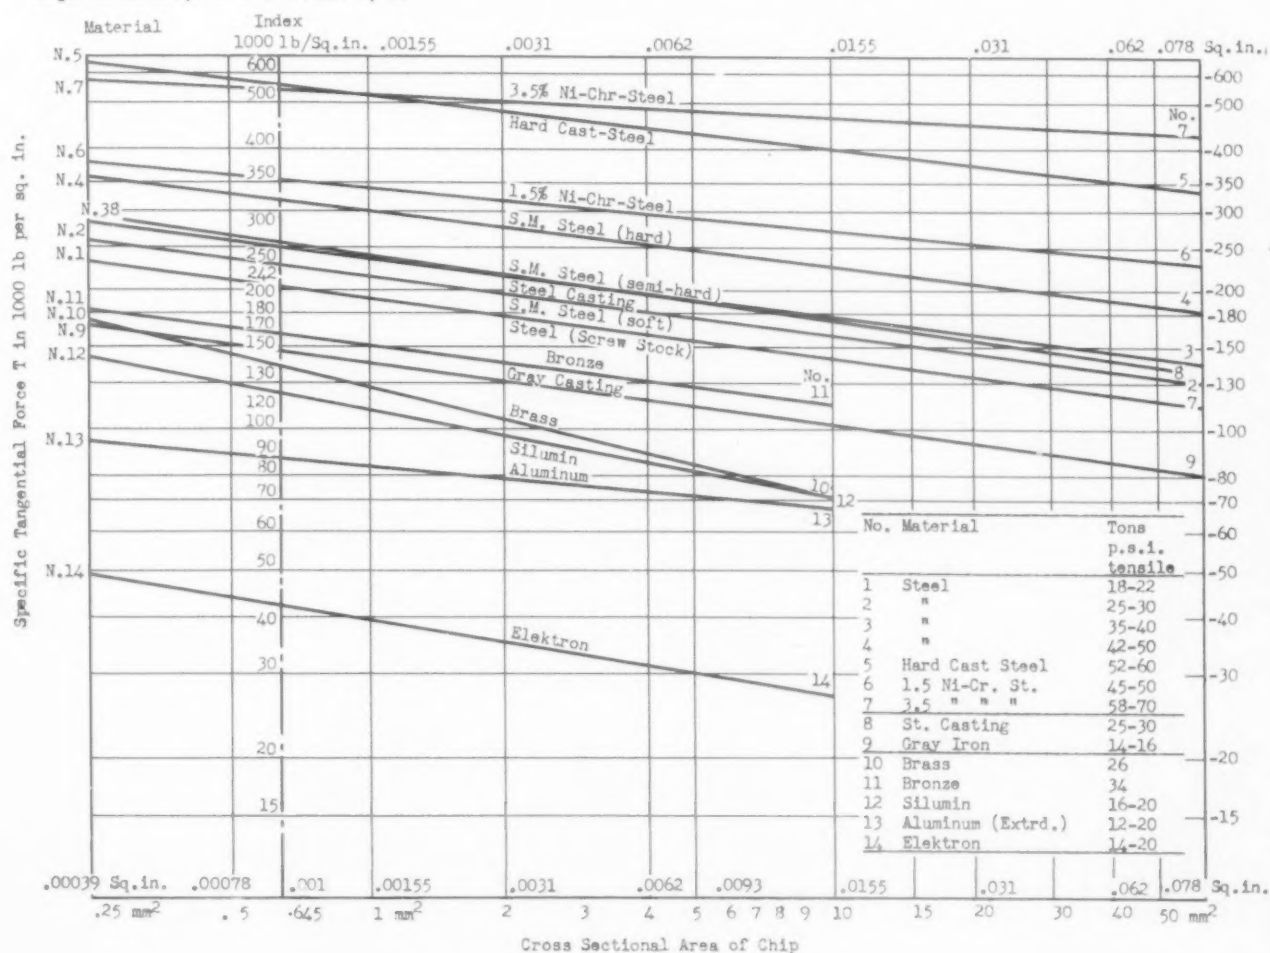 Material
Index
1000 lb/Sq.in. .00155 .0031 .0062 .0155 .031 .062 .078 Sq.in.
N.5
N.7
N.6
N.4
N.38
N.2
N.1
N.11
N.10
N.9
N.12
N.13
N.14
600
500
400
350
300
250
242
200
180
170
150
130
120
100
90
80
70
60
50
40
30
20
15
3.5% Ni-Chr-Steel
Hard Cast-Steel
1.5% Ni-Chr-Steel
S.M. Steel (hard)
S.M. Steel (semi-hard)
Steel Casting
S.M. Steel (soft)
Steel (Screw Stock)
Bronze
Gray Casting
Brass
Silumin
Aluminum
Elektron
No.
11
10
12
13
14
No.
7
5
6
4
3
8
2
7
9
-600
-500
-400
-350
-300
-250
-200
-180
-150
-130
-100
-80
-70
-60
-50
-40
-30
-20
-15
Specific Tangential Force T in 1000 lb per sq. in.
No. Material Tons
p.s.i.
tensile
1 Steel 18-22
2 " 25-30
3 " 35-40
4 " 42-50
5 Hard Cast Steel 52-60
6 1.5 Ni-Cr. St. 45-50
7 3.5 " " " 58-70
8 St. Casting 25-30
9 Gray Iron 14-16
10 Brass 26
11 Bronze 34
12 Silumin 16-20
13 Aluminum (Extrd.) 12-20
14 Elektron 14-20
.00039 Sq.in. .00078 .001 .00155 .0031 .0062 .0093 .0155 .031 .062 .078 Sq.in.
.25 mm² .5 .645 1 mm² 2 3 4 5 6 7 8 9 10 15 20 30 40 50 mm²
Cross Sectional Area of Chip